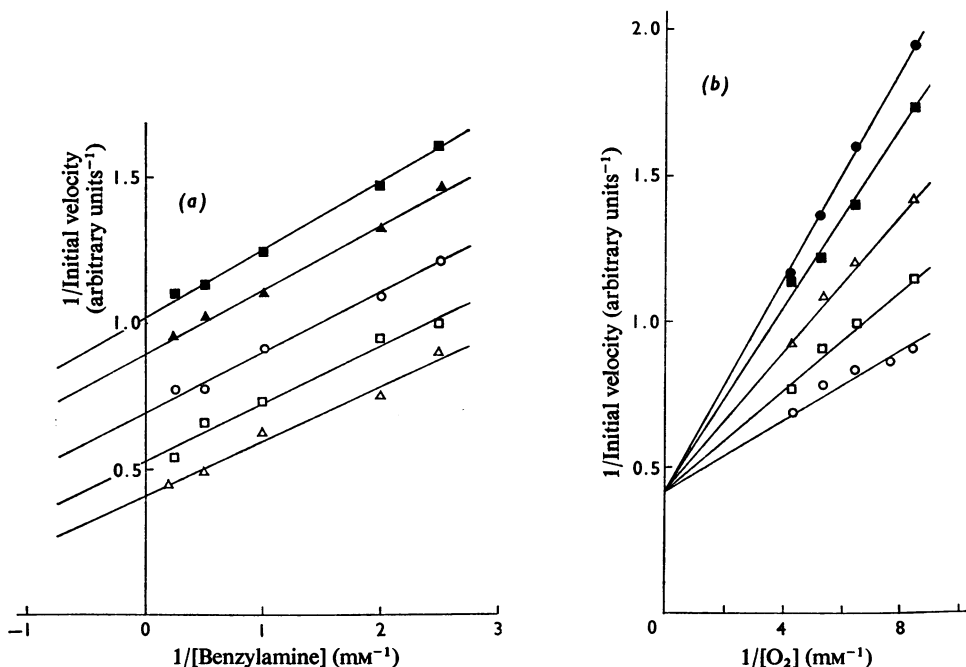 (a)
1/Initial velocity
(arbitrary units⁻¹)
1.5
1.0
0.5
−1 0 1 2 3
1/[Benzylamine] (mM⁻¹)
(b)
1/Initial velocity (arbitrary units⁻¹)
2.0
1.5
1.0
0.5
0 4 6 8
1/[O₂] (mM⁻¹)